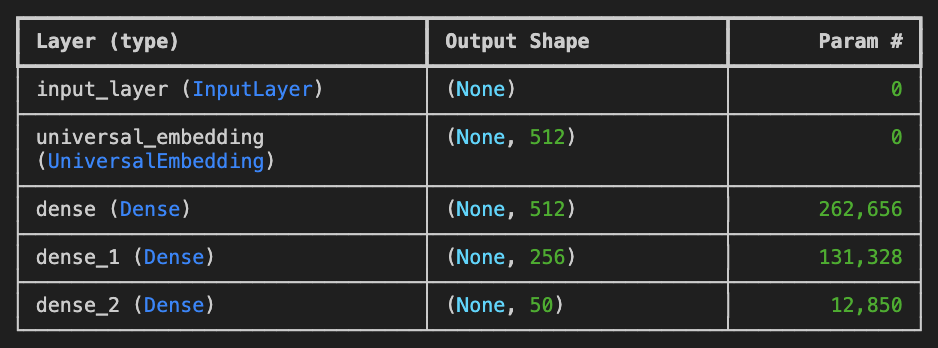 Layer (type) Output Shape Param #
input_layer (InputLayer) (None) 0
universal_embedding (None, 512) 0
(UniversalEmbedding)
dense (Dense) (None, 512) 262,656
dense_1 (Dense) (None, 256) 131,328
dense_2 (Dense) (None, 50) 12,850